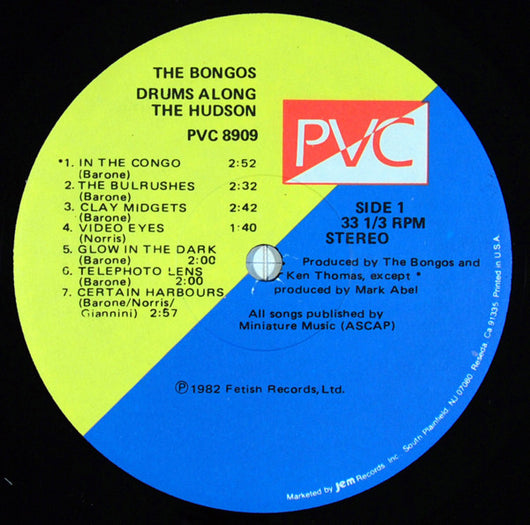 THE BONGOS
DRUMS ALONG
THE HUDSON
PVC 8909
PVC
*1. IN THE CONGO 2:52
(Barone)
2. THE BULRUSHES 2:32
(Barone)
3. CLAY MIDGETS 2:42
(Barone)
4. VIDEO EYES 1:40
(Norris)
5. GLOW IN THE DARK
(Barone) 2:00
6. TELEPHOTO LENS
(Barone) 2:00
7. CERTAIN HARBOURS
(Barone/Norris/
Giannini) 2:57
SIDE 1
33 1/3 RPM
STEREO
Produced by The Bongos and
Ken Thomas, except *
produced by Mark Abel
All songs published by
Miniature Music (ASCAP)
℗ 1982 Fetish Records, Ltd.
Marketed by Jem Records, Inc., South Plainfield, NJ 07080 Reseda, Ca 91335 Printed in U.S.A.